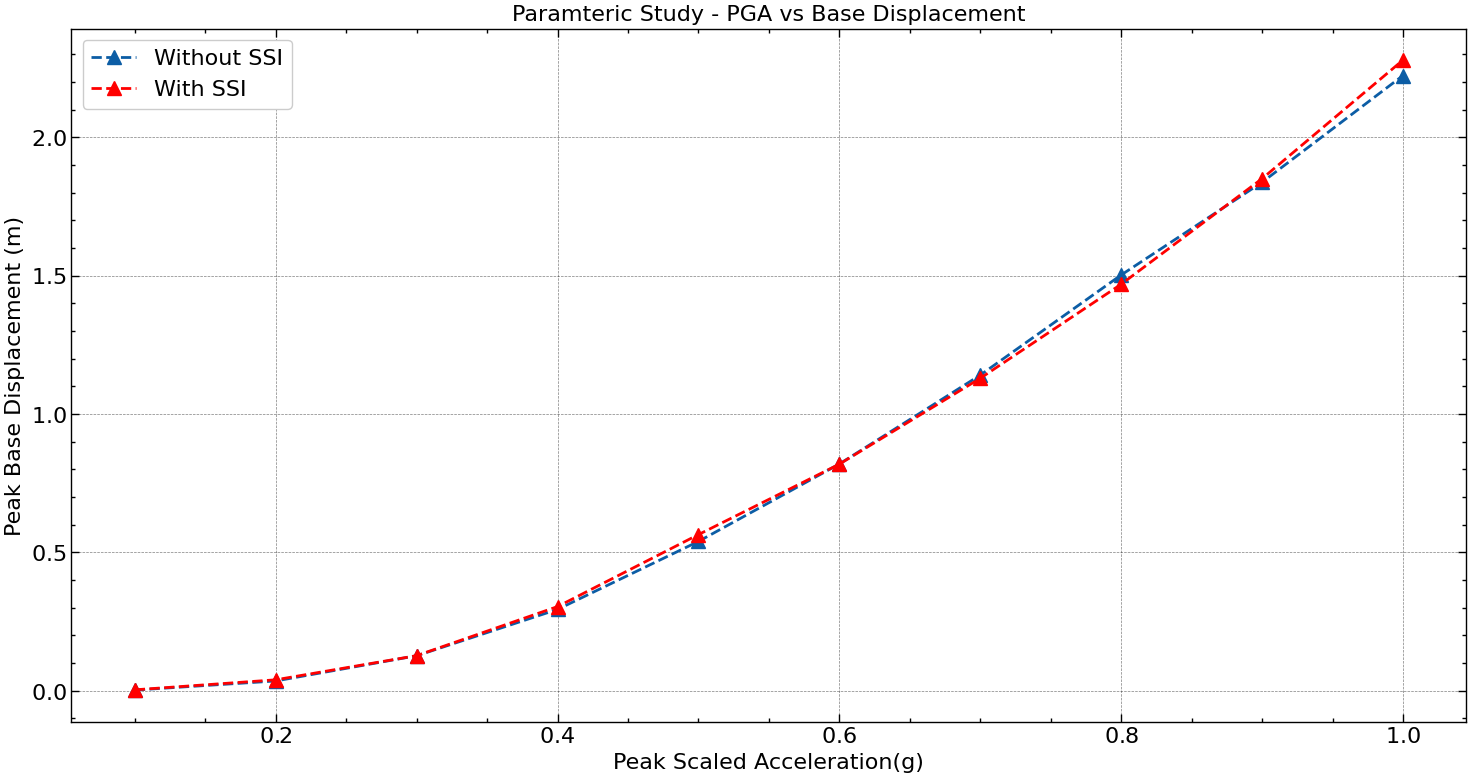 Paramteric Study - PGA vs Base Displacement
Without SSI
With SSI
Peak Base Displacement (m)
2.0
1.5
1.0
0.5
0.0
0.2 0.4 0.6 0.8 1.0
Peak Scaled Acceleration(g)